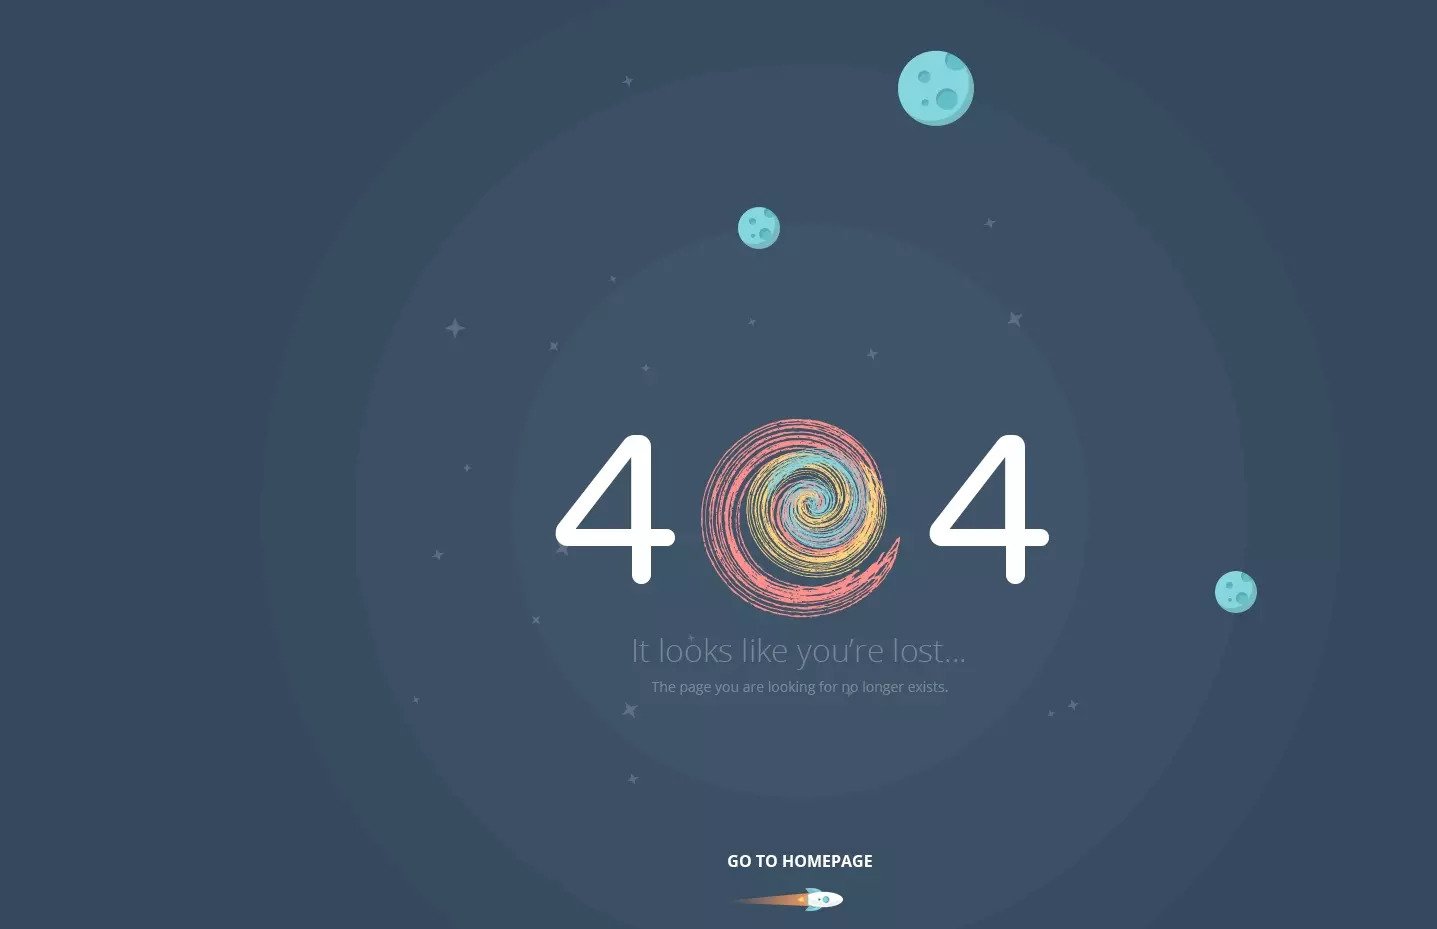 404
It looks like you’re lost...
The page you are looking for no longer exists.
GO TO HOMEPAGE